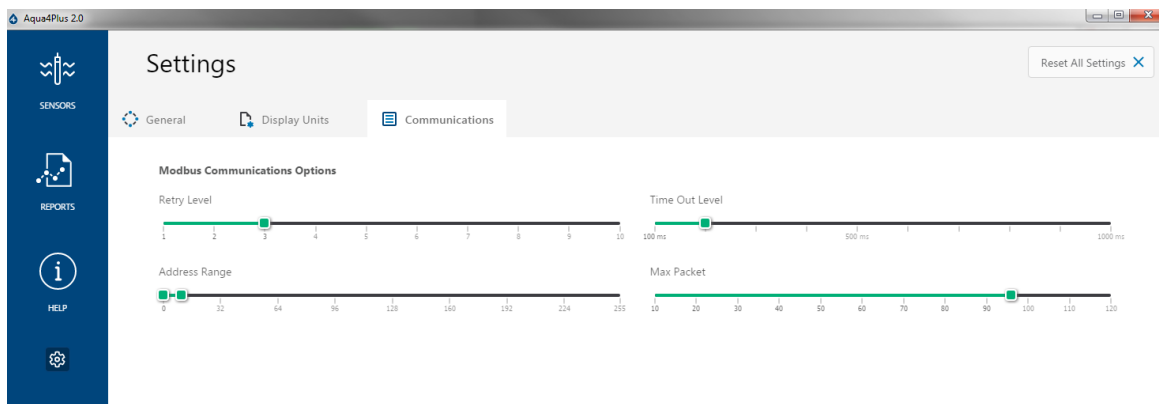 Aqua4Plus 2.0
SENSORS
REPORTS
HELP
Settings
Reset All Settings
General
Display Units
Communications
Modbus Communications Options
Retry Level
1 2 3 4 5 6 7 8 9 10
Time Out Level
100 ms 500 ms 1000 ms
Address Range
0 32 64 96 128 160 192 224 255
Max Packet
10 20 30 40 50 60 70 80 90 100 110 120